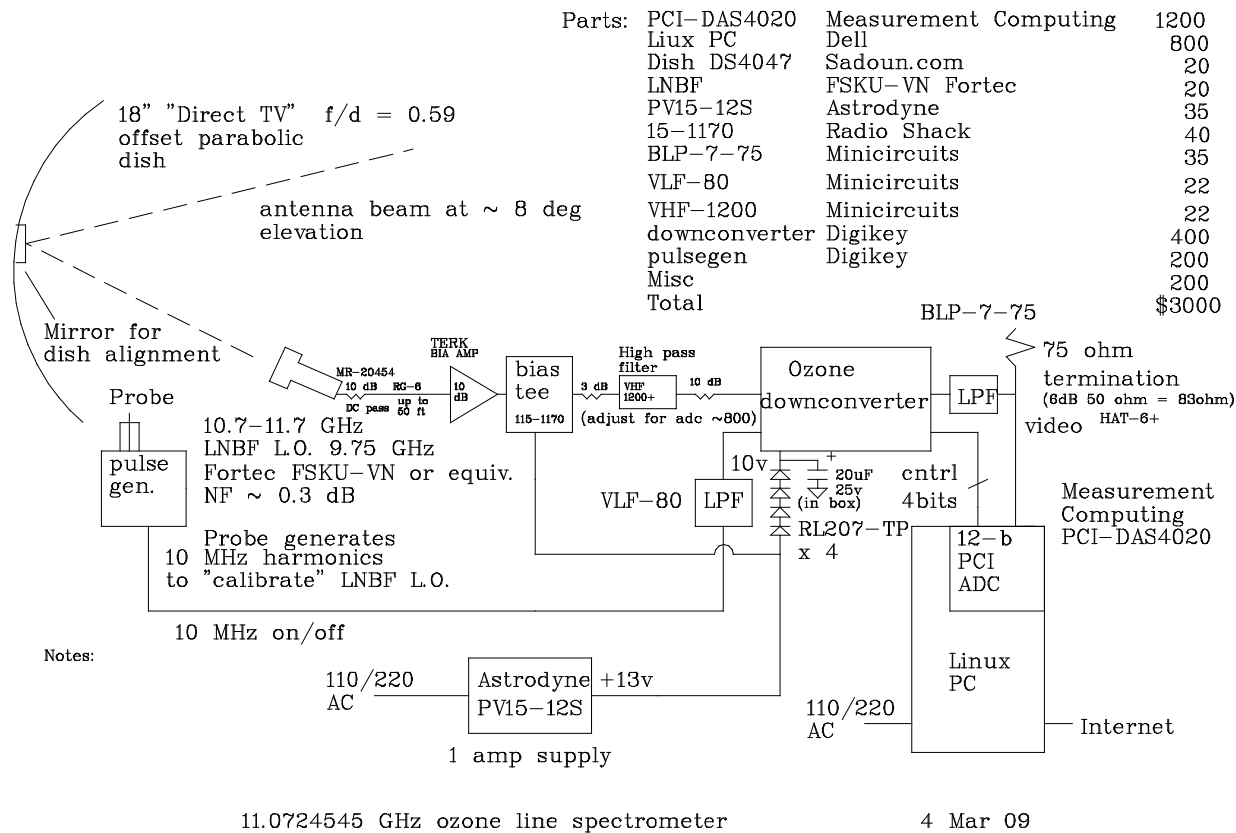 Parts: PCI-DAS4020 Measurement Computing 1200
Liux PC Dell 800
Dish DS4047 Sadoun.com 20
LNBF FSKU-VN Fortec 20
PV15-12S Astrodyne 35
15-1170 Radio Shack 40
BLP-7-75 Minicircuits 35
VLF-80 Minicircuits 22
VHF-1200 Minicircuits 22
downconverter Digikey 400
pulsegen Digikey 200
Misc 200
Total $3000
18" "Direct TV" f/d = 0.59
offset parabolic
dish
antenna beam at ~ 8 deg
elevation
Mirror for
dish alignment
MR-20454
10 dB RG-6
DC pass up to
50 ft
TERK
BIA AMP
10
dB
bias
tee
115-1170
3 dB
High pass
filter
VHF
1200+
10 dB
(adjust for adc ~800)
Ozone
downconverter
BLP-7-75
LPF
75 ohm
termination
(6dB 50 ohm = 83ohm)
HAT-6+
video
Probe
pulse
gen.
10.7-11.7 GHz
LNBF L.O. 9.75 GHz
Fortec FSKU-VN or equiv.
NF ~ 0.3 dB
Probe generates
10 MHz harmonics
to "calibrate" LNBF L.O.
VLF-80
LPF
10v
+
20uF
25v
(in box)
RL207-TP
x 4
cntrl
4bits
Measurement
Computing
PCI-DAS4020
12-b
PCI
ADC
10 MHz on/off
Notes:
110/220
AC
Astrodyne
PV15-12S
+13v
1 amp supply
Linux
PC
110/220
AC
Internet
11.0724545 GHz ozone line spectrometer 4 Mar 09